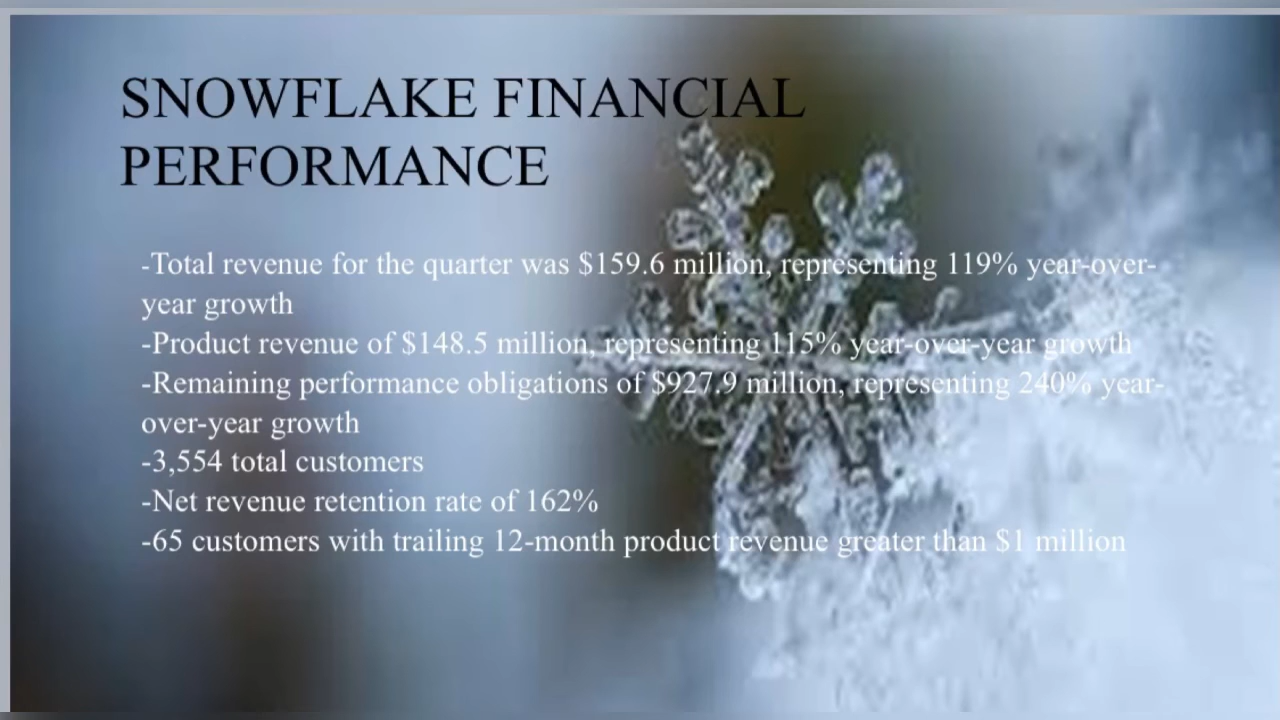 SNOWFLAKE FINANCIAL
PERFORMANCE
-Total revenue for the quarter was $159.6 million, representing 119% year-over-
year growth
-Product revenue of $148.5 million, representing 115% year-over-year growth
-Remaining performance obligations of $927.9 million, representing 240% year-
over-year growth
-3,554 total customers
-Net revenue retention rate of 162%
-65 customers with trailing 12-month product revenue greater than $1 million